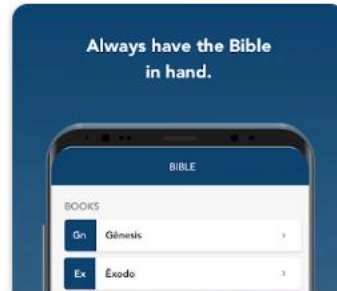 Always have the Bible
in hand.
BIBLE
BOOKS
Gn Gênesis
Ex Êxodo